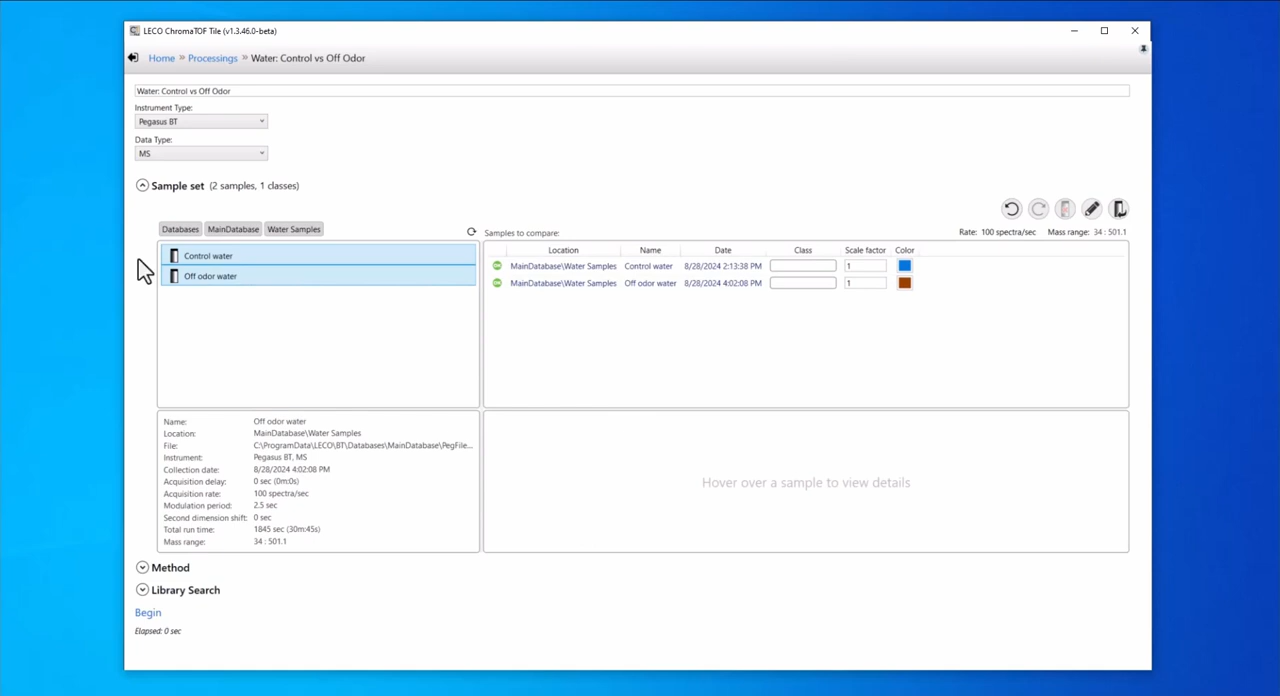 LECO ChromaTOF Tile (v1.3.46.0-beta)
Home » Processings » Water: Control vs Off Odor
Water: Control vs Off Odor
Instrument Type:
Pegasus BT
Data Type:
MS
Sample set (2 samples, 1 classes)
Databases MainDatabase Water Samples
Samples to compare:
Rate: 100 spectra/sec Mass range: 34 : 501.1
Control water
Off odor water
Location Name Date Class Scale factor Color
MainDatabase\Water Samples Control water 8/28/2024 2:13:38 PM 1
MainDatabase\Water Samples Off odor water 8/28/2024 4:02:08 PM 1
Name: Off odor water
Location: MainDatabase\Water Samples
File: C:\ProgramData\LECO\BT\Databases\MainDatabase\PegFile...
Instrument: Pegasus BT, MS
Collection date: 8/28/2024 4:02:08 PM
Acquisition delay: 0 sec (0m:0s)
Acquisition rate: 100 spectra/sec
Modulation period: 2.5 sec
Second dimension shift: 0 sec
Total run time: 1845 sec (30m:45s)
Mass range: 34 : 501.1
Hover over a sample to view details
Method
Library Search
Begin
Elapsed: 0 sec